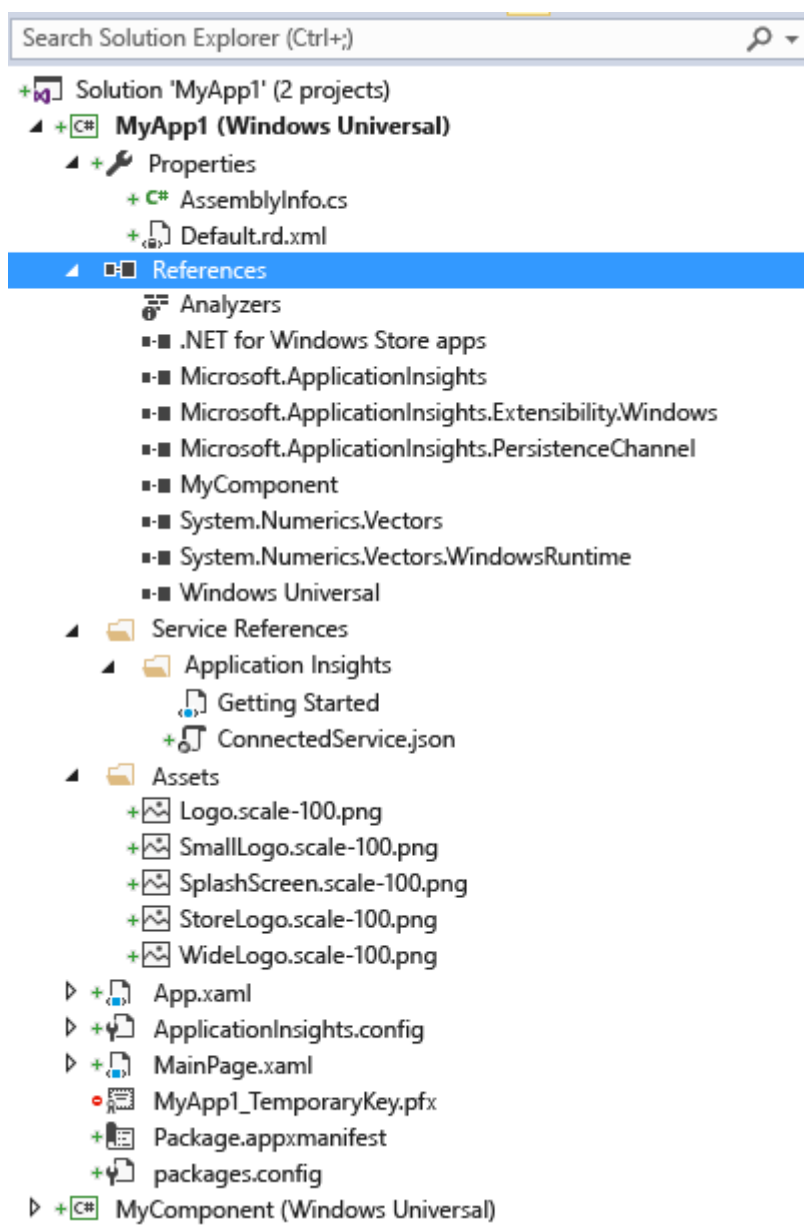 Search Solution Explorer (Ctrl+;)
Solution 'MyApp1' (2 projects)
C# MyApp1 (Windows Universal)
Properties
C# AssemblyInfo.cs
Default.rd.xml
References
Analyzers
.NET for Windows Store apps
Microsoft.ApplicationInsights
Microsoft.ApplicationInsights.Extensibility.Windows
Microsoft.ApplicationInsights.PersistenceChannel
MyComponent
System.Numerics.Vectors
System.Numerics.Vectors.WindowsRuntime
Windows Universal
Service References
Application Insights
Getting Started
ConnectedService.json
Assets
Logo.scale-100.png
SmallLogo.scale-100.png
SplashScreen.scale-100.png
StoreLogo.scale-100.png
WideLogo.scale-100.png
App.xaml
ApplicationInsights.config
MainPage.xaml
MyApp1_TemporaryKey.pfx
Package.appxmanifest
packages.config
C# MyComponent (Windows Universal)